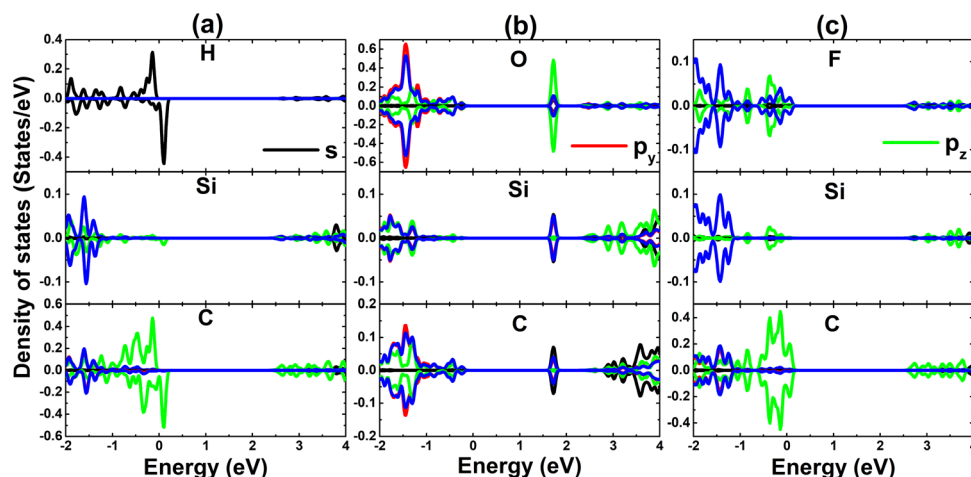 (a) (b) (c)
Density of states (States/eV)
0.4 H 0.6 O 0.1 F
0.2 0.4
0.0 0.2 0.0
-0.2 0.0
-0.4 s -0.2 -0.1 p_z
-0.4 p_y
-0.6
0.1 Si 0.1 Si 0.1 Si
0.0 0.0 0.0
-0.1 -0.1 -0.1
0.6 C 0.2 C C
0.4 0.1 0.4
0.2 0.0 0.2
0.0 0.1 0.0
-0.2 0.2 -0.2
-0.4 -0.4
-0.6
-2 -1 0 1 2 3 4 -2 -1 0 1 2 3 4 -2 -1 0 1 2 3 4
Energy (eV) Energy (eV) Energy (eV)